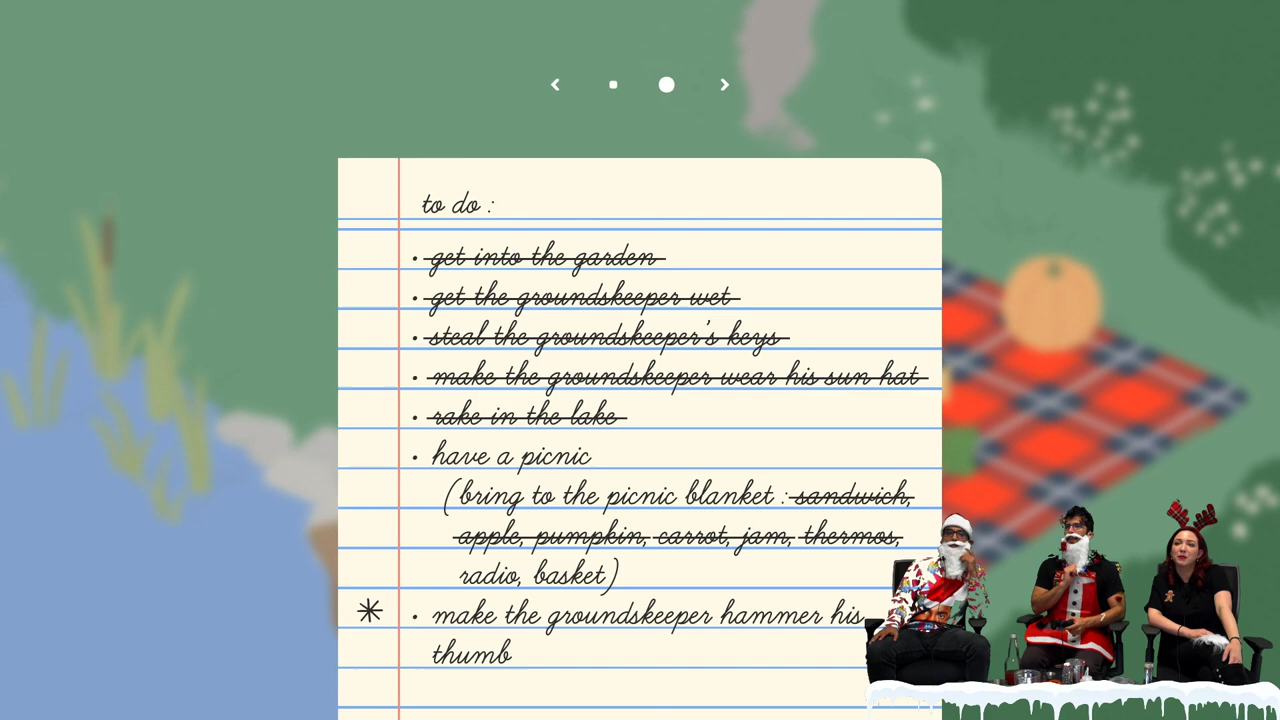 to do :
• get into the garden
• get the groundskeeper wet
• steal the groundskeeper's keys
• make the groundskeeper wear his sun hat
• rake in the lake
• have a picnic
(bring to the picnic blanket : sandwich,
apple, pumpkin, carrot, jam, thermos,
radio, basket)
• make the groundskeeper hammer his
thumb